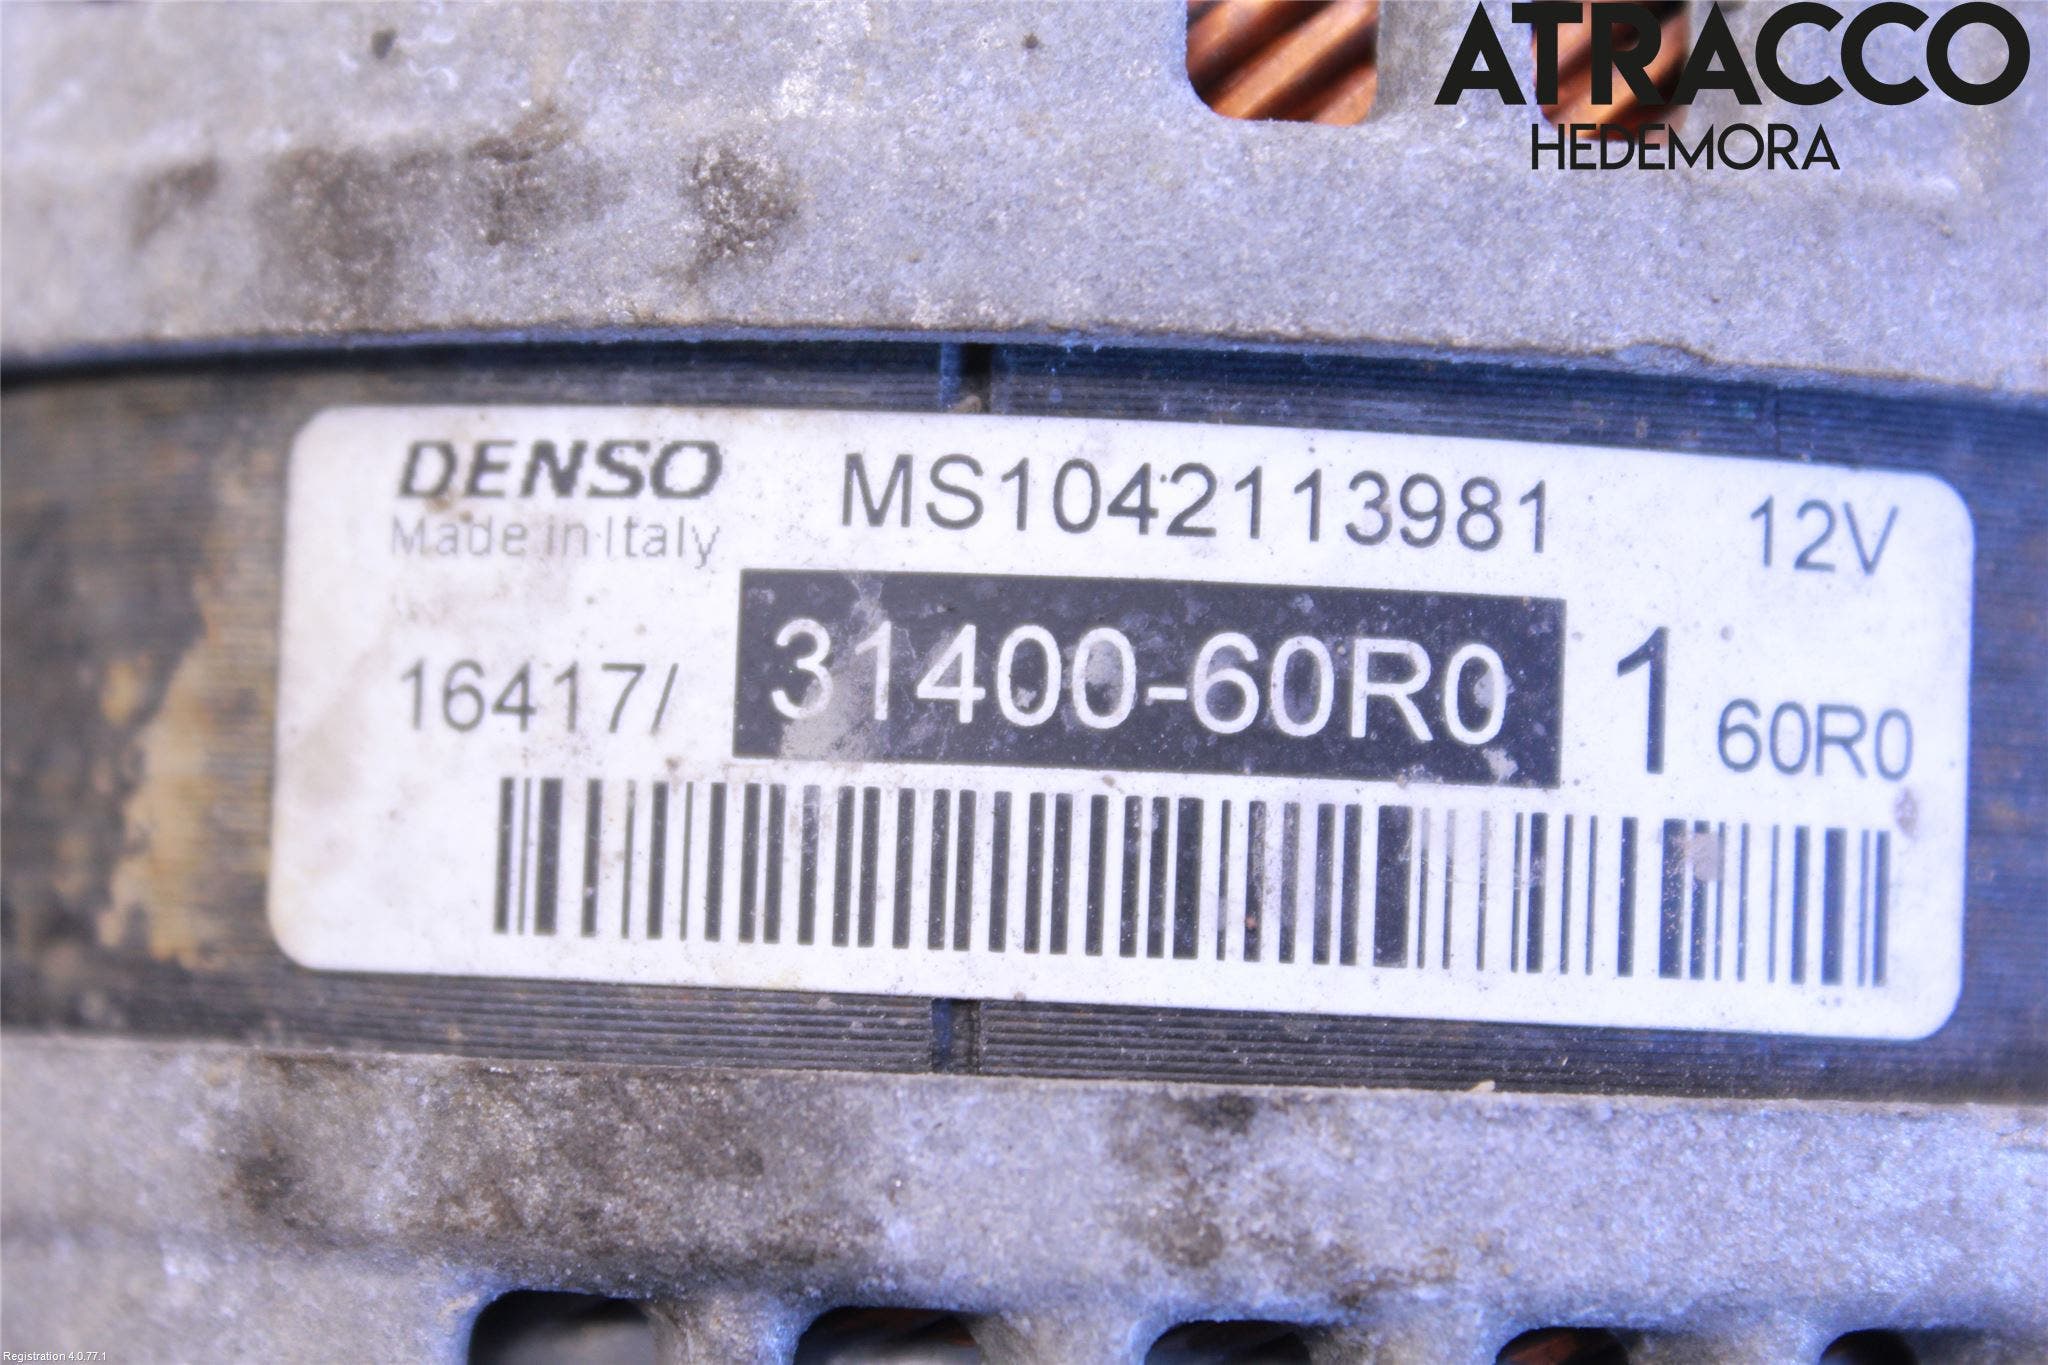 ATRACCO
HEDEMORA
DENSO MS1042113981 12V
Made in Italy
16417/ 31400-60R0 1 60R0
Registration 4.0.77.1